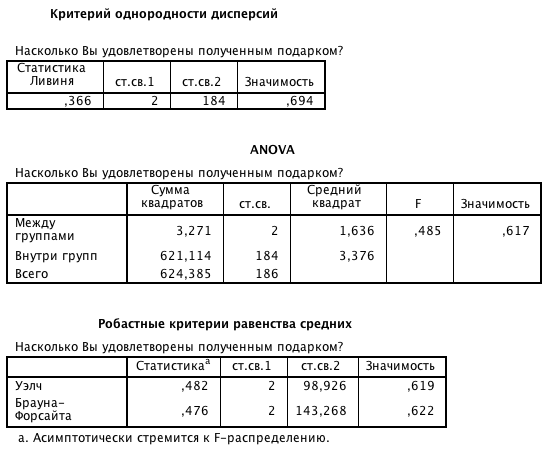 Критерий однородности дисперсий
Насколько Вы удовлетворены полученным подарком?
Статистика Ливиня ст.св.1 ст.св.2 Значимость
,366 2 184 ,694
ANOVA
Насколько Вы удовлетворены полученным подарком?
Сумма квадратов ст.св. Средний квадрат F Значимость
Между группами 3,271 2 1,636 ,485 ,617
Внутри групп 621,114 184 3,376
Всего 624,385 186
Робастные критерии равенства средних
Насколько Вы удовлетворены полученным подарком?
Статистикаa ст.св.1 ст.св.2 Значимость
Уэлч ,482 2 98,926 ,619
Брауна-Форсайта ,476 2 143,268 ,622
a. Асимптотически стремится к F-распределению.